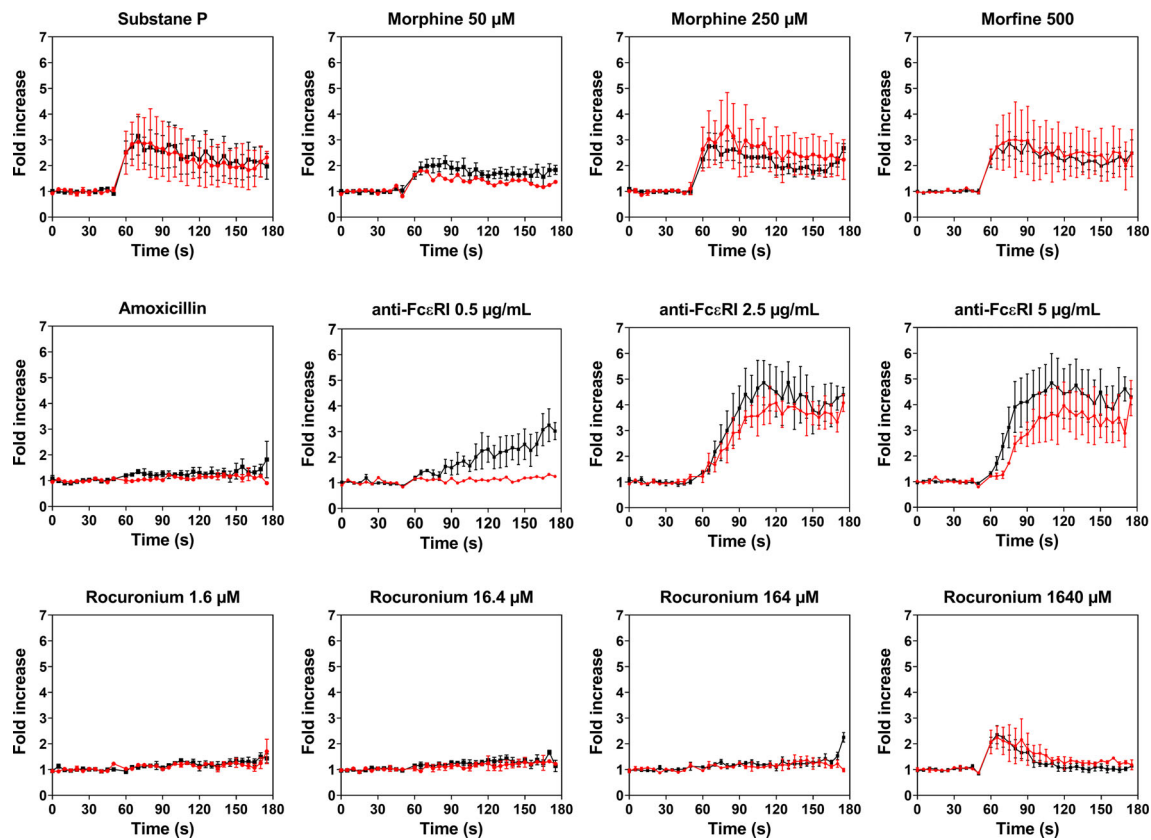 Substane P
Morphine 50 µM
Morphine 250 µM
Morfine 500
Fold increase
7
6
5
4
3
2
1
0
0 30 60 90 120 150 180
Time (s)
Fold increase
7
6
5
4
3
2
1
0
0 30 60 90 120 150 180
Time (s)
Fold increase
7
6
5
4
3
2
1
0
0 30 60 90 120 150 180
Time (s)
Fold increase
7
6
5
4
3
2
1
0
0 30 60 90 120 150 180
Time (s)
Amoxicillin
anti-FcεRI 0.5 µg/mL
anti-FcεRI 2.5 µg/mL
anti-FcεRI 5 µg/mL
Fold increase
7
6
5
4
3
2
1
0
0 30 60 90 120 150 180
Time (s)
Fold increase
7
6
5
4
3
2
1
0
0 30 60 90 120 150 180
Time (s)
Fold increase
7
6
5
4
3
2
1
0
0 30 60 90 120 150 180
Time (s)
Fold increase
7
6
5
4
3
2
1
0
0 30 60 90 120 150 180
Time (s)
Rocuronium 1.6 µM
Rocuronium 16.4 µM
Rocuronium 164 µM
Rocuronium 1640 µM
Fold increase
7
6
5
4
3
2
1
0
0 30 60 90 120 150 180
Time (s)
Fold increase
7
6
5
4
3
2
1
0
0 30 60 90 120 150 180
Time (s)
Fold increase
7
6
5
4
3
2
1
0
0 30 60 90 120 150 180
Time (s)
Fold increase
7
6
5
4
3
2
1
0
0 30 60 90 120 150 180
Time (s)